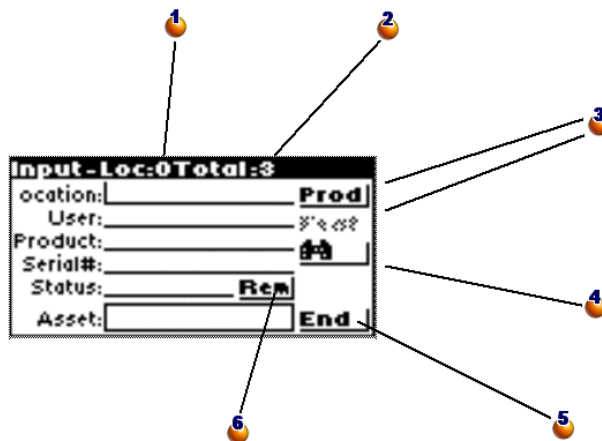 1
2
3
Input-Loc:0Total:3
ocation:
Prod
User:
Product:
Serial#:
Status:
Rem
4
Asset:
End
5
6